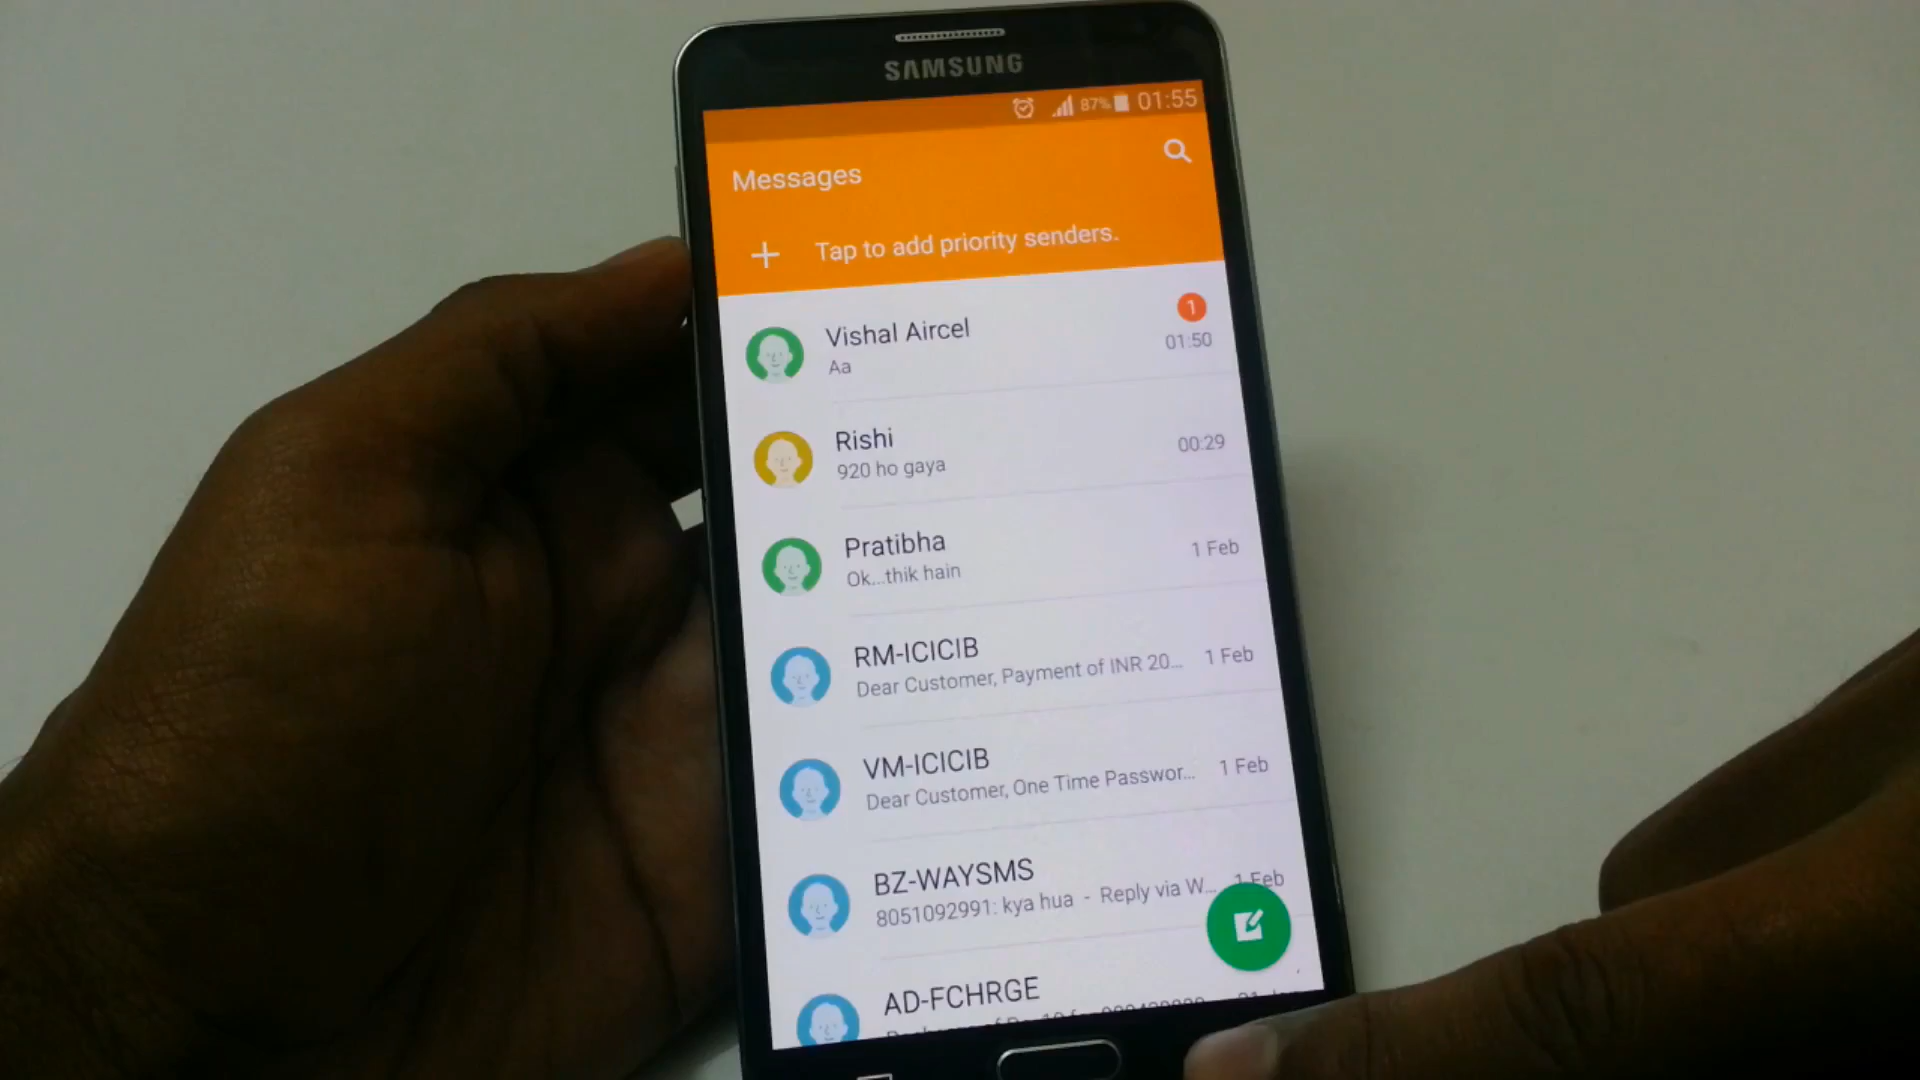 SAMSUNG
87% 01:55
Messages
Tap to add priority senders.
Vishal Aircel
1
Aa
01:50
Rishi
920 ho gaya
00:29
Pratibha
Ok...thik hain
1 Feb
RM-ICICIB
Dear Customer, Payment of INR 20...
1 Feb
VM-ICICIB
Dear Customer, One Time Passwor...
1 Feb
BZ-WAYSMS
8051092991: kya hua - Reply via W...
1 Feb
AD-FCHRGE